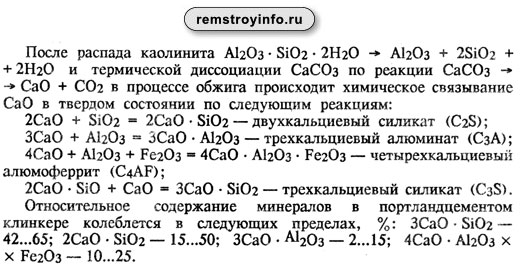 remstroyinfo.ru
После распада каолинита Al2O3 · SiO2 · 2H2O → Al2O3 + 2SiO2 +
+ 2H2O и термической диссоциации CaCO3 по реакции CaCO3 →
→ CaO + CO2 в процессе обжига происходит химическое связывание
CaO в твердом состоянии по следующим реакциям:
2CaO + SiO2 = 2CaO · SiO2 — двухкальциевый силикат (C2S);
3CaO + Al2O3 = 3CaO · Al2O3 — трехкальциевый алюминат (C3A);
4CaO + Al2O3 + Fe2O3 = 4CaO · Al2O3 · Fe2O3 — четырехкальциевый
алюмоферрит (C4AF);
2CaO · SiO + CaO = 3CaO · SiO2 — трехкальциевый силикат (C3S).
Относительное содержание минералов в портландцементом
клинкере колеблется в следующих пределах, %: 3CaO · SiO2 —
42...65; 2CaO · SiO2 — 15...50; 3CaO · Al2O3 — 2...15; 4CaO · Al2O3 ×
× Fe2O3 — 10...25.